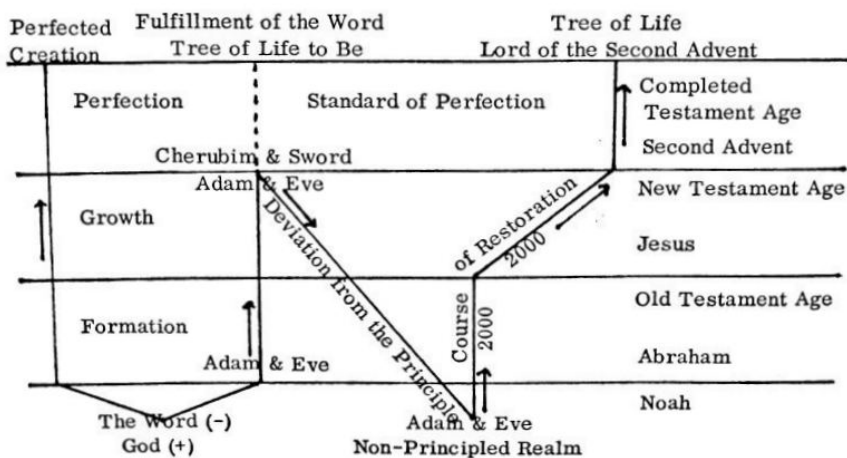 Perfected
Creation
Fulfillment of the Word
Tree of Life to Be
Tree of Life
Lord of the Second Advent
Perfection
Standard of Perfection
Completed
Testament Age
Second Advent
Cherubim & Sword
Adam & Eve
Growth
Deviation from the Principle
of Restoration
2000
New Testament Age
Jesus
Formation
Adam & Eve
Course
2000
Old Testament Age
Abraham
Noah
The Word (-)
God (+)
Adam & Eve
Non-Principled Realm